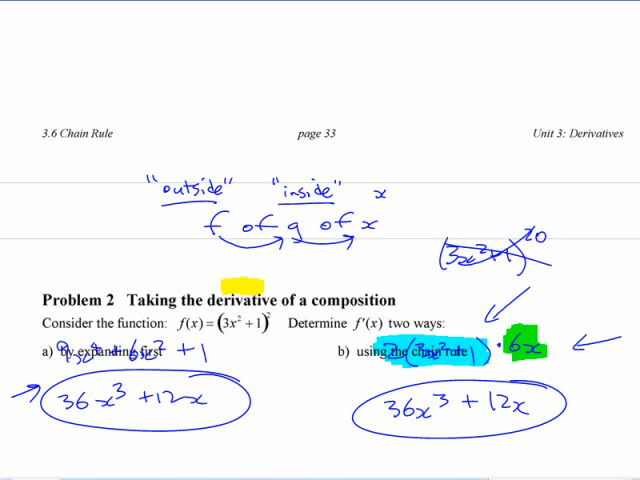 3.6 Chain Rule page 33 Unit 3: Derivatives
"outside" "inside" x
f of g of x
(3x² + 1)²⁰
Problem 2 Taking the derivative of a composition
Consider the function: f(x) = (3x² + 1)² Determine f′(x) two ways:
a) by expanding first b) using the chain rule
9x⁴ + 6x² + 1 2(3x² + 1) · 6x
36x³ + 12x 36x³ + 12x